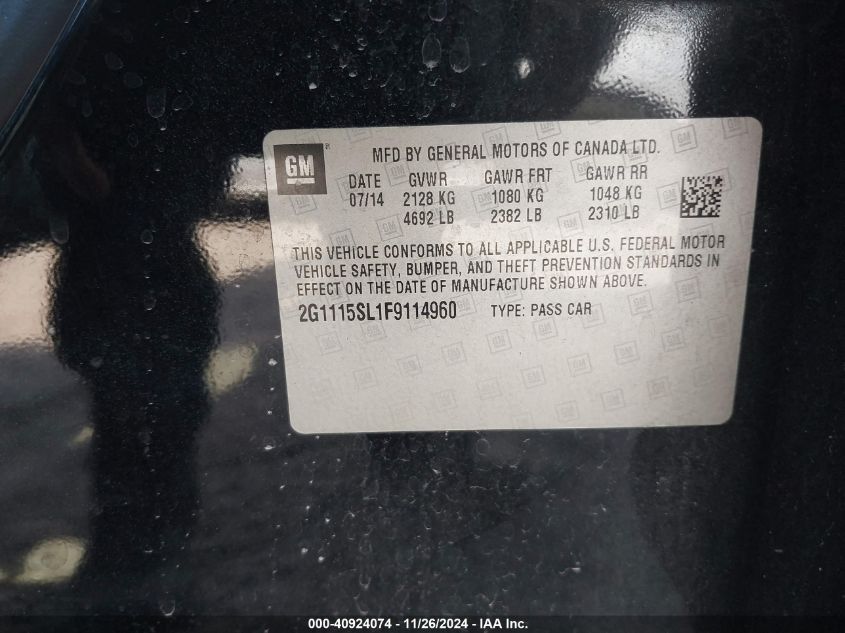 GM
®
MFD BY GENERAL MOTORS OF CANADA LTD.
DATE GVWR GAWR FRT GAWR RR
07/14 2128 KG 1080 KG 1048 KG
4692 LB 2382 LB 2310 LB
THIS VEHICLE CONFORMS TO ALL APPLICABLE U.S. FEDERAL MOTOR
VEHICLE SAFETY, BUMPER, AND THEFT PREVENTION STANDARDS IN
EFFECT ON THE DATE OF MANUFACTURE SHOWN ABOVE.
2G1115SL1F9114960 TYPE: PASS CAR
000-40924074 - 11/26/2024 - IAA Inc.